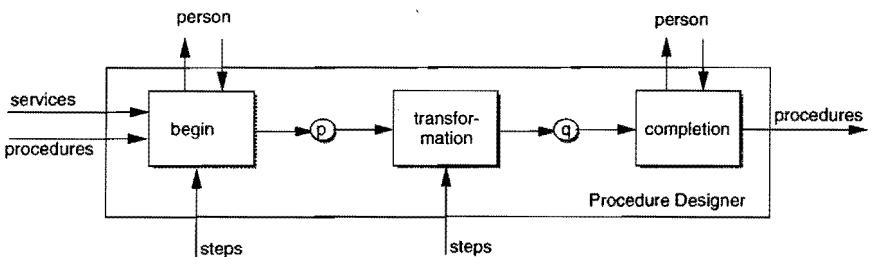 person
person
services
procedures
begin
p
transfor-
mation
q
completion
procedures
Procedure Designer
steps
steps